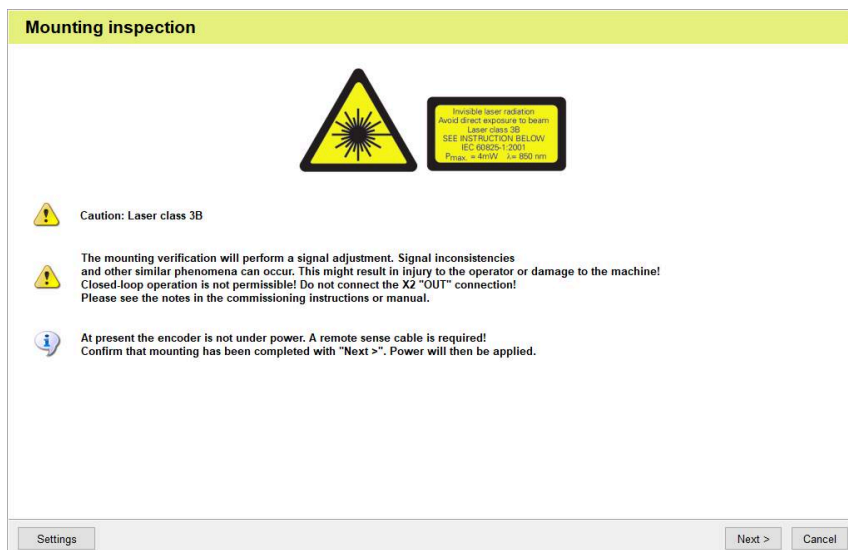 Mounting inspection
Invisible laser radiation
Avoid direct exposure to beam
Laser class 3B
SEE INSTRUCTION BELOW
IEC 60825-1:2001
Pmax. = 4mW λ= 850 nm
Caution: Laser class 3B
The mounting verification will perform a signal adjustment. Signal inconsistencies
and other similar phenomena can occur. This might result in injury to the operator or damage to the machine!
Closed-loop operation is not permissible! Do not connect the X2 "OUT" connection!
Please see the notes in the commissioning instructions or manual.
At present the encoder is not under power. A remote sense cable is required!
Confirm that mounting has been completed with "Next >". Power will then be applied.
Settings
Next >
Cancel